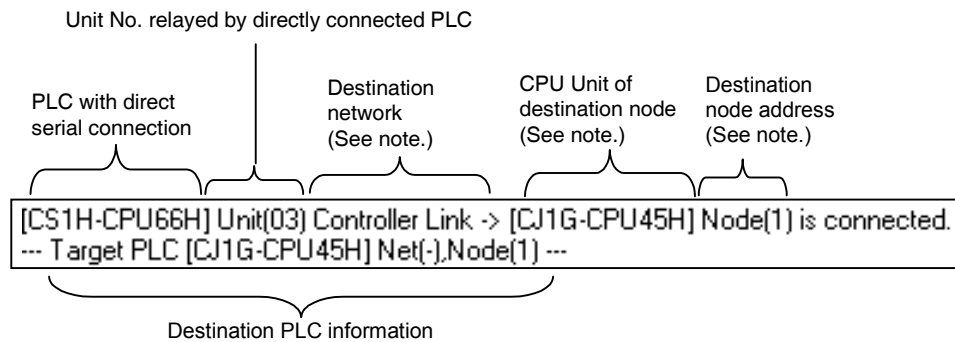 Unit No. relayed by directly connected PLC
PLC with direct
serial connection
Destination
network
(See note.)
CPU Unit of
destination node
(See note.)
Destination
node address
(See note.)
[CS1H-CPU66H] Unit(03) Controller Link -> [CJ1G-CPU45H] Node(1) is connected.
--- Target PLC [CJ1G-CPU45H] Net(-),Node(1) ---
Destination PLC information